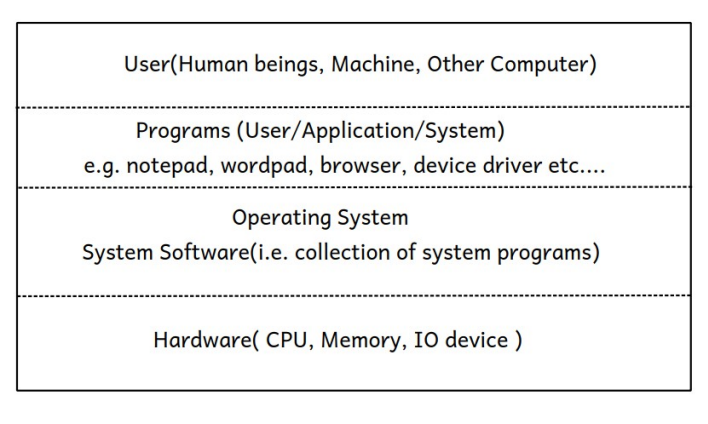 User(Human beings, Machine, Other Computer)
Programs (User/Application/System)
e.g. notepad, wordpad, browser, device driver etc....
Operating System
System Software(i.e. collection of system programs)
Hardware( CPU, Memory, IO device )